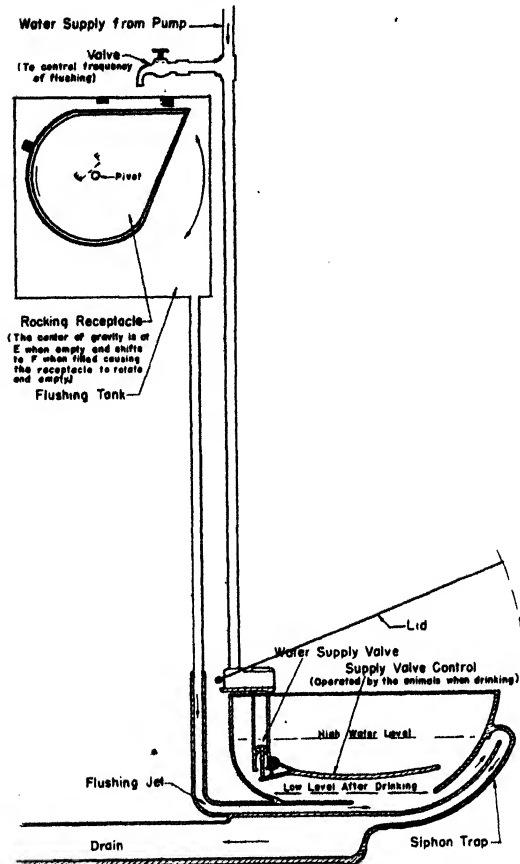 Water Supply from Pump
Valve
(To control frequency
of flushing)
Pivot
Rocking Receptacle
(The center of gravity is at
E when empty and shifts
to F when filled causing
the receptacle to rotate
and empty)
Flushing Tank
Lid
Water Supply Valve
Supply Valve Control
(Operated by the animals when drinking)
High Water Level
Low Level After Drinking
Flushing Jet
Siphon Trap
Drain